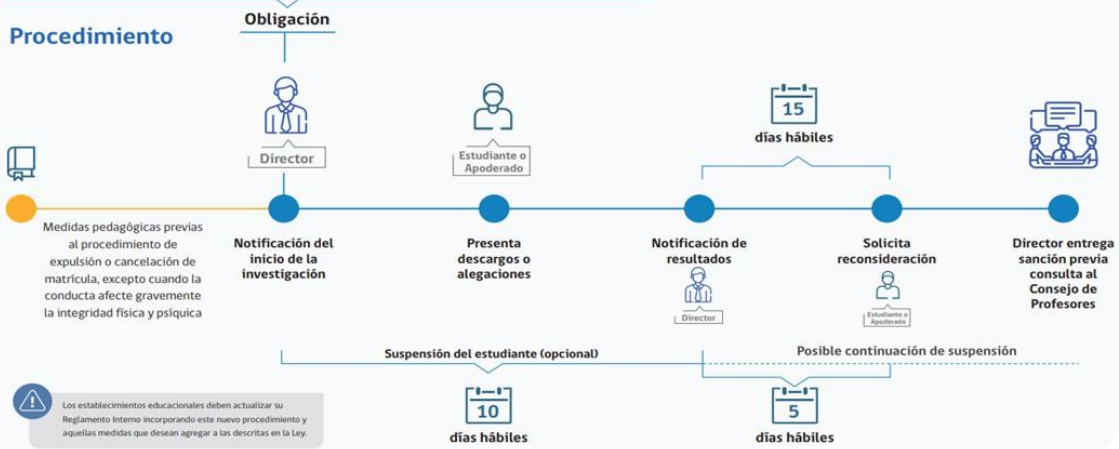 Obligación
Procedimiento
Director
Estudiante o
Apoderado
15
días hábiles
Medidas pedagógicas previas
al procedimiento de
expulsión o cancelación de
matrícula, excepto cuando la
conducta afecte gravemente
la integridad física y psíquica
Notificación del
inicio de la
investigación
Presenta
descargos o
alegaciones
Notificación de
resultados
Director
Solicita
reconsideración
Estudiante o
Apoderado
Director entrega
sanción previa
consulta al
Consejo de
Profesores
Suspensión del estudiante (opcional)
Posible continuación de suspensión
10
días hábiles
5
días hábiles
Los establecimientos educacionales deben actualizar su
Reglamento Interno incorporando este nuevo procedimiento y
aquellas medidas que desean agregar a las descritas en la Ley.